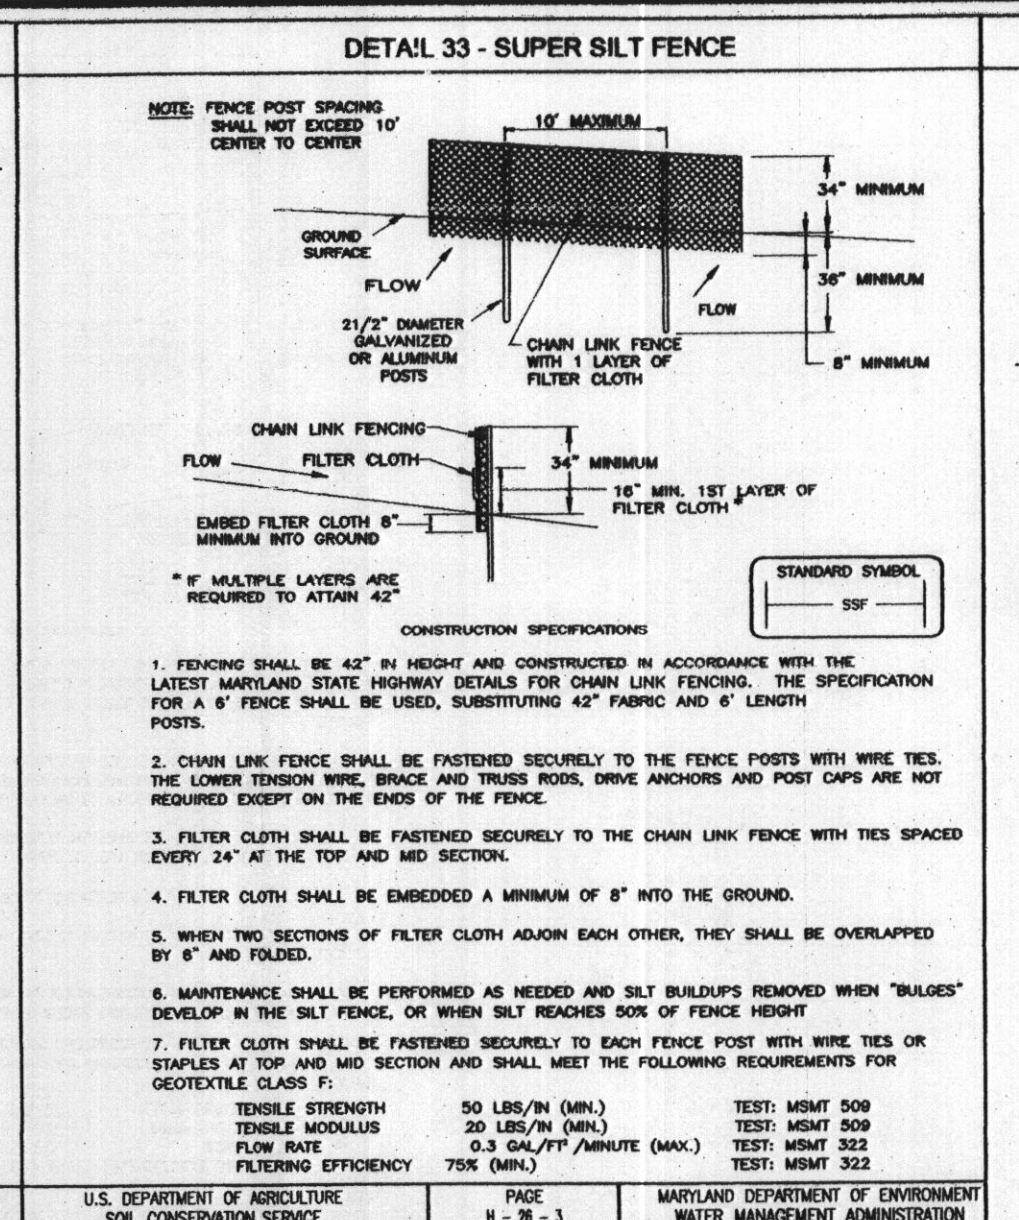 DETAIL 33 - SUPER SILT FENCE
NOTE: FENCE POST SPACING
SHALL NOT EXCEED 10'
CENTER TO CENTER
10' MAXIMUM
34" MINIMUM
GROUND
SURFACE
36" MINIMUM
FLOW
FLOW
21/2" DIAMETER
GALVANIZED
OR ALUMINUM
POSTS
CHAIN LINK FENCE
WITH 1 LAYER OF
FILTER CLOTH
8" MINIMUM
CHAIN LINK FENCING
FLOW
FILTER CLOTH
34" MINIMUM
16" MIN. 1ST LAYER OF
FILTER CLOTH *
EMBED FILTER CLOTH 8"
MINIMUM INTO GROUND
* IF MULTIPLE LAYERS ARE
REQUIRED TO ATTAIN 42"
STANDARD SYMBOL
SSF
CONSTRUCTION SPECIFICATIONS
1. FENCING SHALL BE 42" IN HEIGHT AND CONSTRUCTED IN ACCORDANCE WITH THE
LATEST MARYLAND STATE HIGHWAY DETAILS FOR CHAIN LINK FENCING. THE SPECIFICATION
FOR A 6' FENCE SHALL BE USED, SUBSTITUTING 42" FABRIC AND 6' LENGTH
POSTS.
2. CHAIN LINK FENCE SHALL BE FASTENED SECURELY TO THE FENCE POSTS WITH WIRE TIES.
THE LOWER TENSION WIRE, BRACE AND TRUSS RODS, DRIVE ANCHORS AND POST CAPS ARE NOT
REQUIRED EXCEPT ON THE ENDS OF THE FENCE.
3. FILTER CLOTH SHALL BE FASTENED SECURELY TO THE CHAIN LINK FENCE WITH TIES SPACED
EVERY 24" AT THE TOP AND MID SECTION.
4. FILTER CLOTH SHALL BE EMBEDDED A MINIMUM OF 8" INTO THE GROUND.
5. WHEN TWO SECTIONS OF FILTER CLOTH ADJOIN EACH OTHER, THEY SHALL BE OVERLAPPED
BY 6" AND FOLDED.
6. MAINTENANCE SHALL BE PERFORMED AS NEEDED AND SILT BUILDUPS REMOVED WHEN "BULGES"
DEVELOP IN THE SILT FENCE, OR WHEN SILT REACHES 50% OF FENCE HEIGHT
7. FILTER CLOTH SHALL BE FASTENED SECURELY TO EACH FENCE POST WITH WIRE TIES OR
STAPLES AT TOP AND MID SECTION AND SHALL MEET THE FOLLOWING REQUIREMENTS FOR
GEOTEXTILE CLASS F:
TENSILE STRENGTH 50 LBS/IN (MIN.) TEST: MSMT 509
TENSILE MODULUS 20 LBS/IN (MIN.) TEST: MSMT 509
FLOW RATE 0.3 GAL/FT² /MINUTE (MAX.) TEST: MSMT 322
FILTERING EFFICIENCY 75% (MIN.) TEST: MSMT 322
U.S. DEPARTMENT OF AGRICULTURE
SOIL CONSERVATION SERVICE
PAGE
H - 26 - 3
MARYLAND DEPARTMENT OF ENVIRONMENT
WATER MANAGEMENT ADMINISTRATION